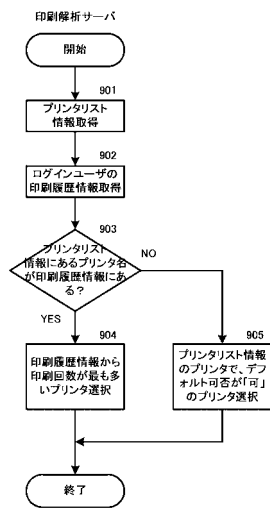 印刷解析サーバ
開始
901
プリンタリスト
情報取得
902
ログインユーザの
印刷履歴情報取得
903
プリンタリスト
情報にあるプリンタ名
が印刷履歴情報にあ
る?
NO
YES
904
印刷履歴情報から
印刷回数が最も多
いプリンタ選択
905
プリンタリスト情報
のプリンタで、デフ
ォルト可否が「可」
のプリンタ選択
終了